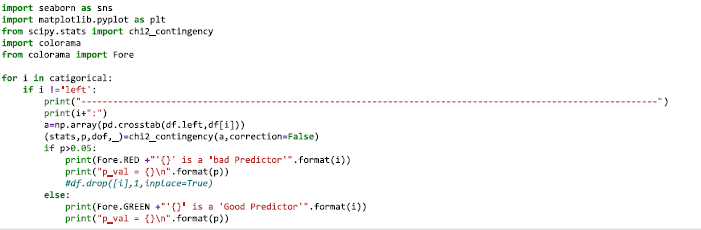 import seaborn as sns
import matplotlib.pyplot as plt
from scipy.stats import chi2_contingency
import colorama
from colorama import Fore

for i in catigorical:
    if i !='left':
        print("-----------------------------------------------------------------------------------------------------------------")
        print(i+":")
        a=np.array(pd.crosstab(df.left,df[i]))
        (stats,p,dof,_)=chi2_contingency(a,correction=False)
        if p>0.05:
            print(Fore.RED +"'{}' is a 'bad Predictor'".format(i))
            print("p_val = {}\n".format(p))
            #df.drop([i],1,inplace=True)
        else:
            print(Fore.GREEN +"'{}' is a 'Good Predictor'".format(i))
            print("p_val = {}\n".format(p))